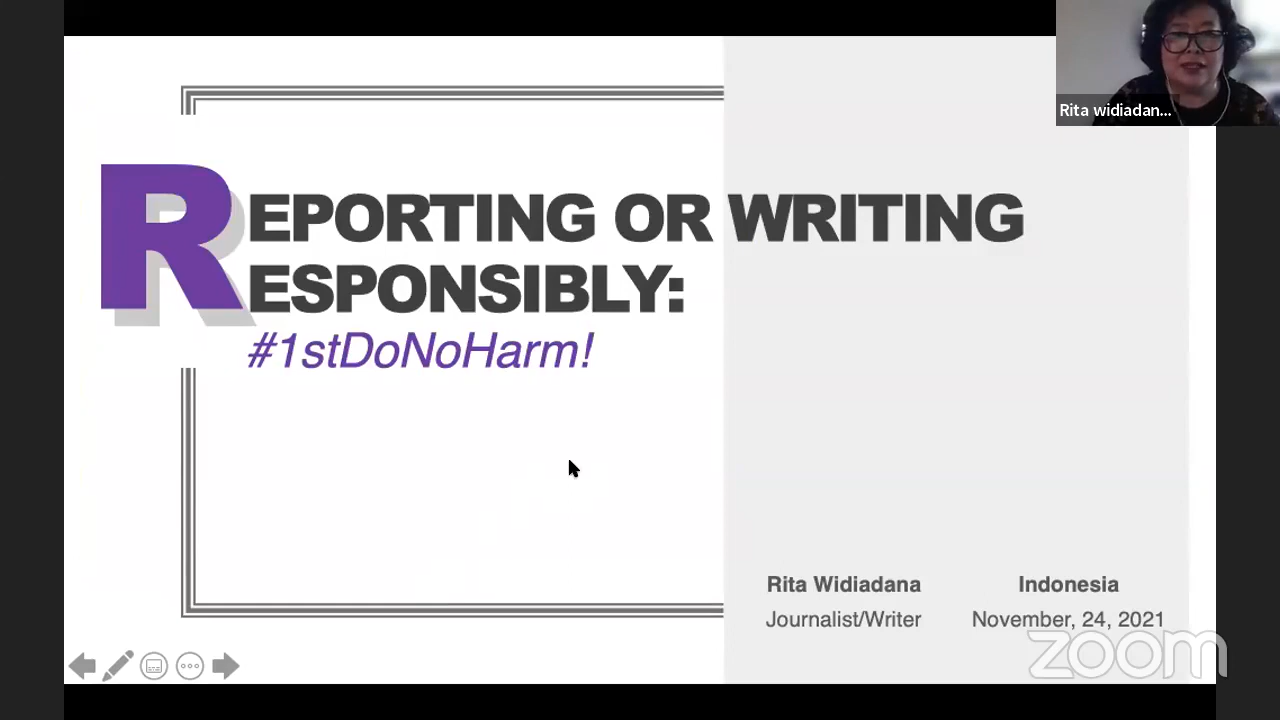 Rita widiadan...
REPORTING OR WRITING
RESPONSIBLY:
#1stDoNoHarm!
Rita Widiadana
Journalist/Writer
Indonesia
November, 24, 2021
zoom